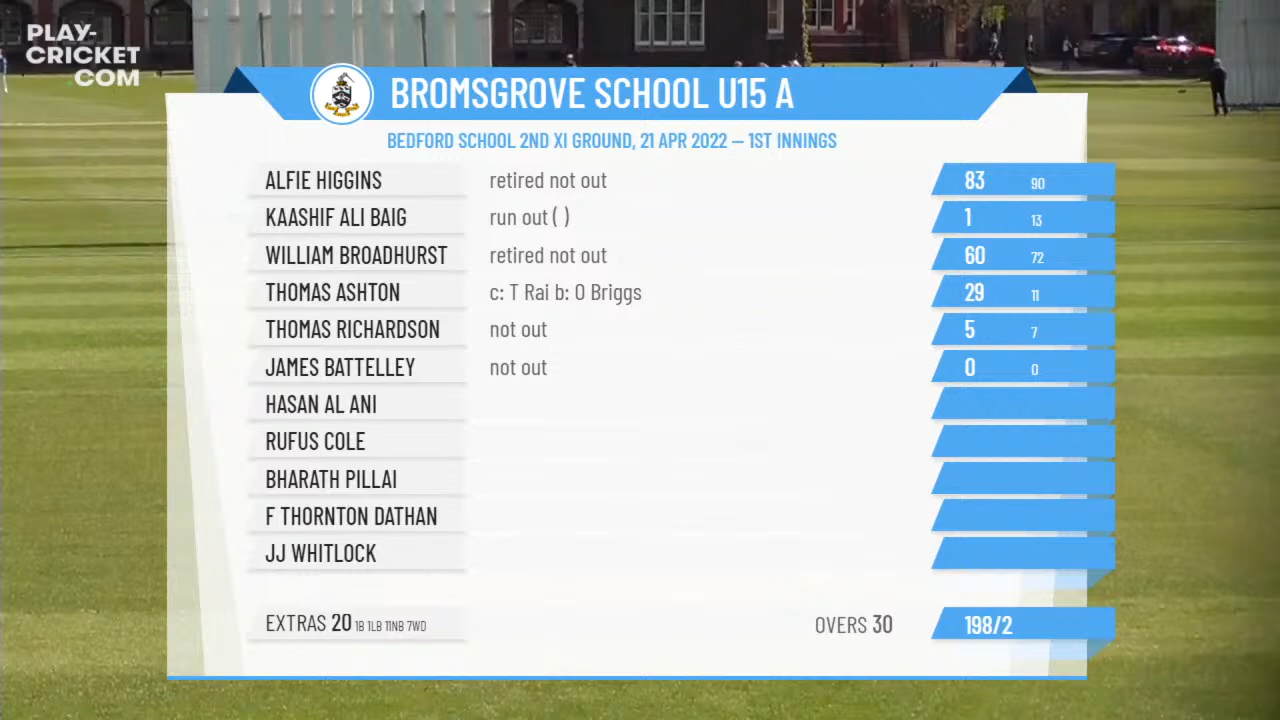 PLAY-
CRICKET
.COM
BROMSGROVE SCHOOL U15 A
BEDFORD SCHOOL 2ND XI GROUND, 21 APR 2022 – 1ST INNINGS
ALFIE HIGGINS retired not out 83 90
KAASHIF ALI BAIG run out ( ) 1 13
WILLIAM BROADHURST retired not out 60 72
THOMAS ASHTON c: T Rai b: O Briggs 29 11
THOMAS RICHARDSON not out 5 7
JAMES BATTELLEY not out 0 0
HASAN AL ANI
RUFUS COLE
BHARATH PILLAI
F THORNTON DATHAN
JJ WHITLOCK
EXTRAS 20 1B 1LB 11NB 7WD OVERS 30 198/2